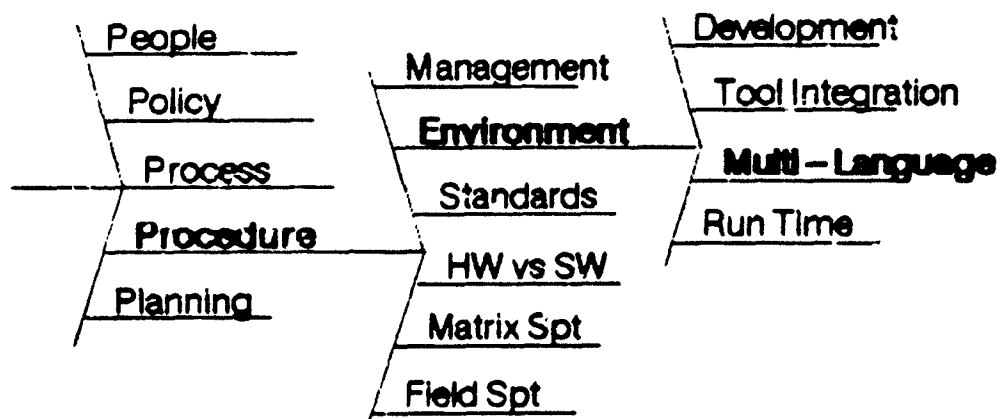 People
Policy
Process
Procedure
Planning
Management
Environment
Standards
HW vs SW
Matrix Spt
Field Spt
Development
Tool Integration
Multi - Language
Run Time